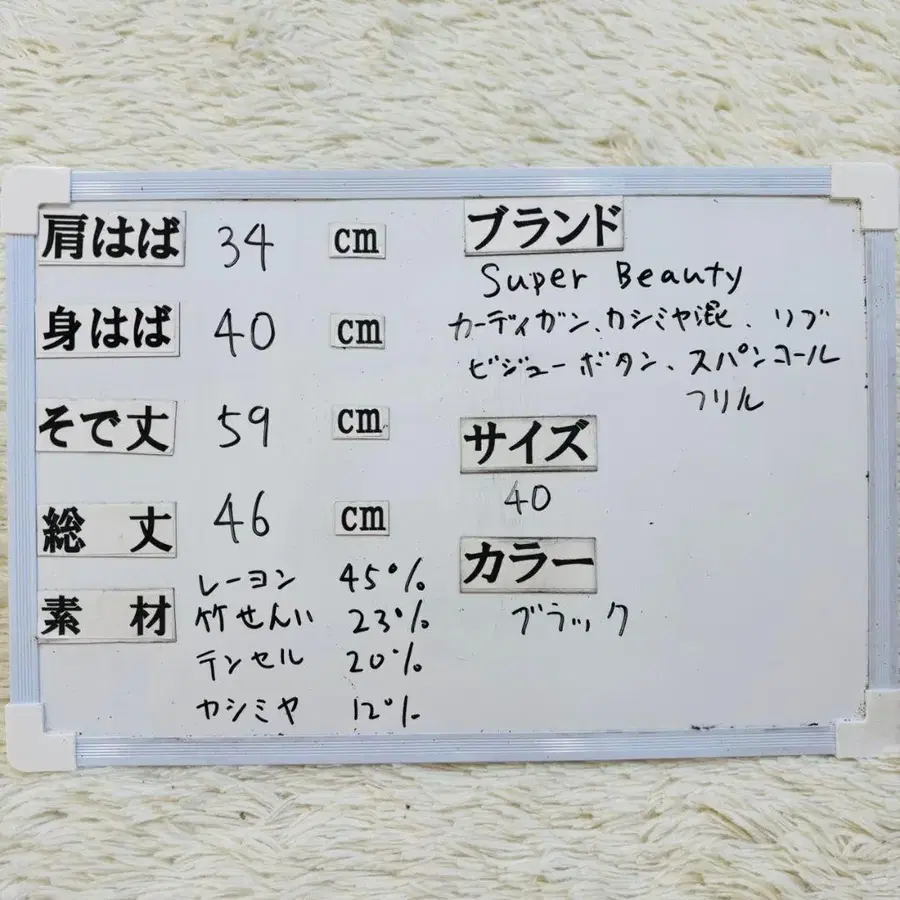 肩はば 34 cm
身はば 40 cm
そで丈 59 cm
総丈 46 cm
素材 レーヨン 45%
竹せんい 23%
テンセル 20%
カシミヤ 12%
ブランド
Super Beauty
カーディガン、カシミヤ混、リブ
ビジューボタン、スパンコール
フリル
サイズ
40
カラー
ブラック